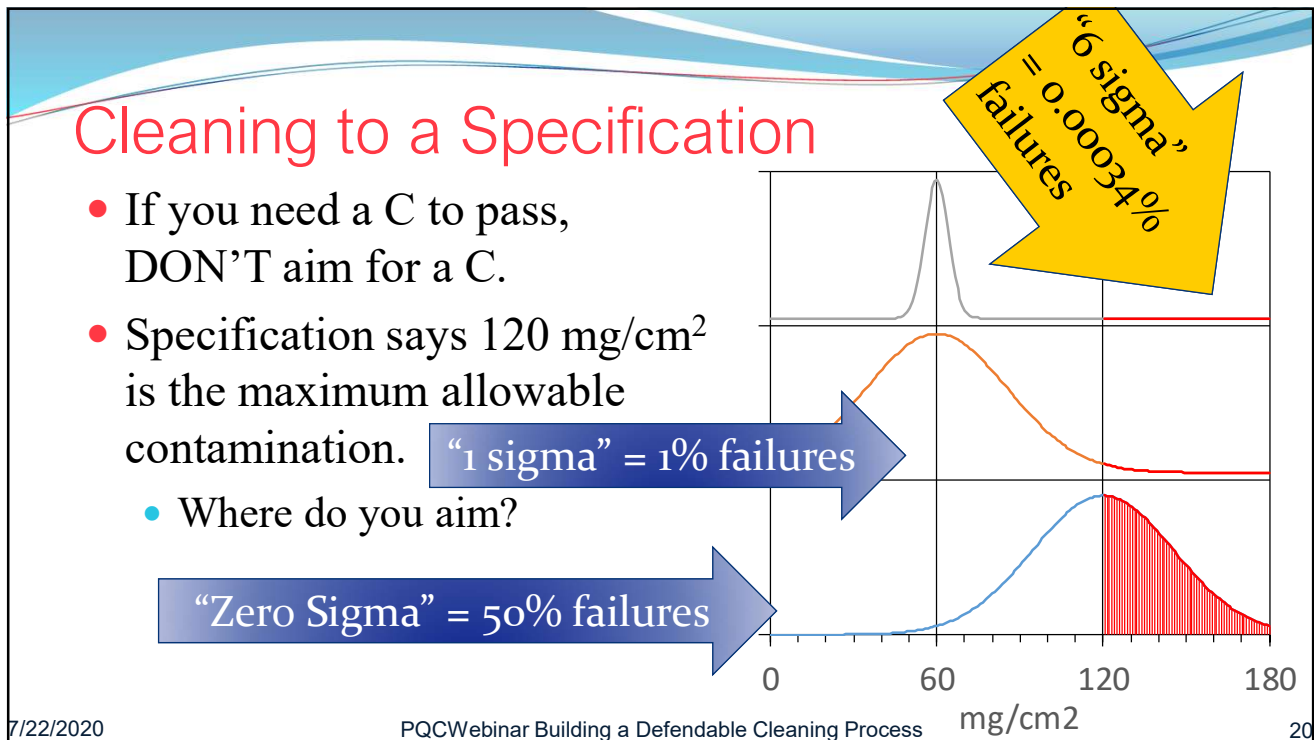 “6 sigma”
= 0.00034%
failures
Cleaning to a Specification
• If you need a C to pass,
DON’T aim for a C.
• Specification says 120 mg/cm²
is the maximum allowable
contamination.
“1 sigma” = 1% failures
• Where do you aim?
“Zero Sigma” = 50% failures
0 60 120 180
mg/cm2
7/22/2020 PQCWebinar Building a Defendable Cleaning Process 20